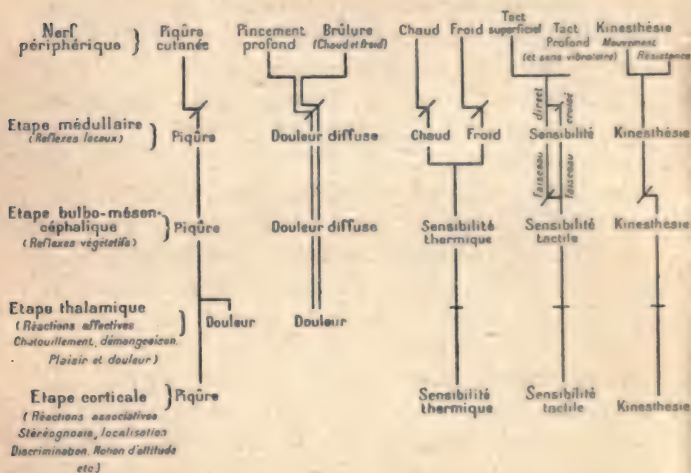 Nerf périphérique
Piqûre cutanée
Pincement profond
Brûlure (Chaud et froid)
Chaud
Froid
Tact superficiel
Tact Profond
(et sens vibratoire)
Kinesthésie
Mouvement
Résistance
direct
croisé
Etape médullaire
(Réflexes locaux)
Piqûre
Douleur diffuse
Chaud
Froid
Sensibilité
Kinesthésie
faisceau
faisceau
Etape bulbo-mésen-
céphalique
(Réflexes végétatifs)
Piqûre
Douleur diffuse
Sensibilité
thermique
Sensibilité
tactile
Kinesthésie
Etape thalamique
(Réactions affectives
Chatouillement, démangeaison.
Plaisir et douleur)
Douleur
Douleur
Etape corticale
(Réactions associatives
Stéréognosie, localisation
Discrimination. Notion d'attitude
etc)
Piqûre
Sensibilité
thermique
Sensibilité
tactile
Kinesthésie